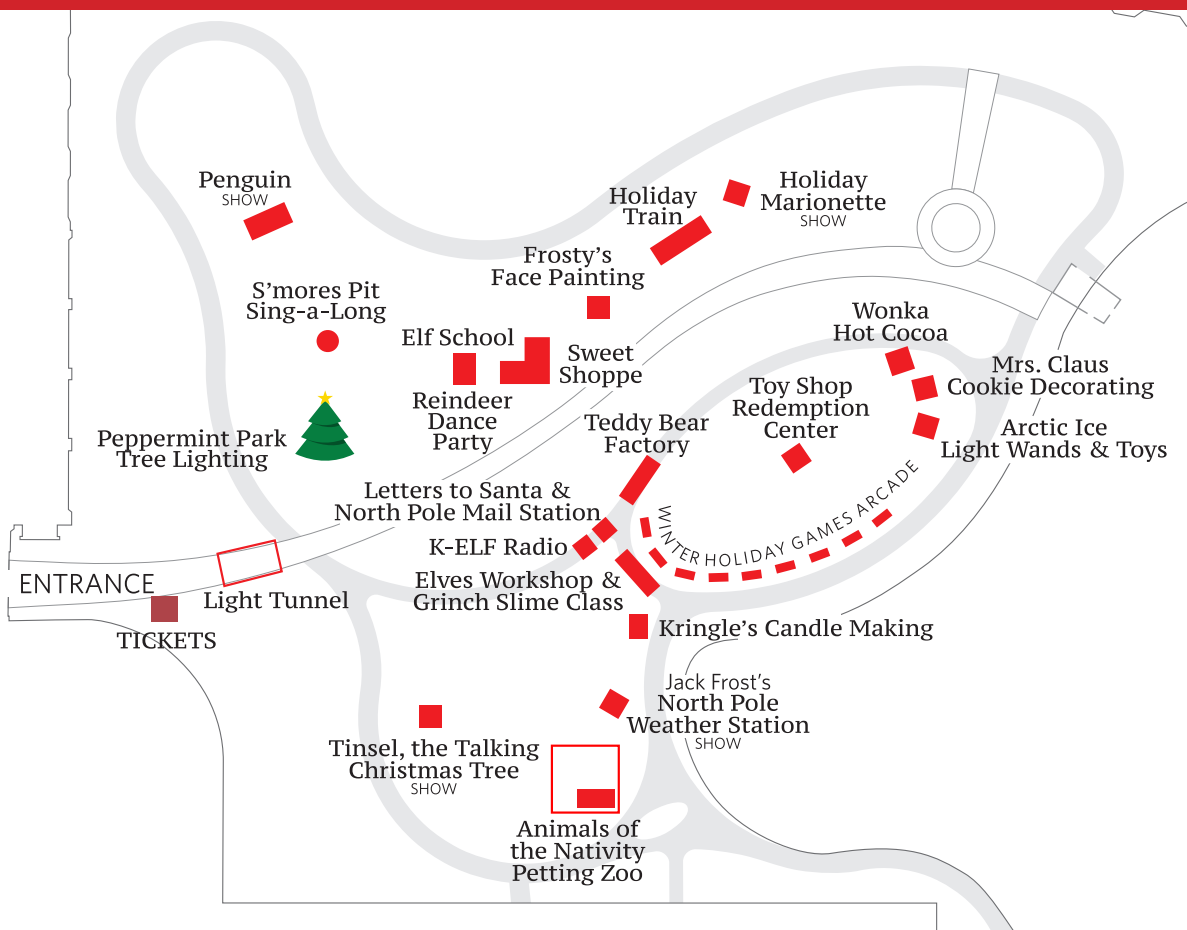 Penguin
SHOW
Holiday
Marionette
SHOW
Holiday
Train
Frosty's
Face Painting
S'mores Pit
Sing-a-Long
Elf School
Sweet
Shoppe
Reindeer
Dance
Party
Wonka
Hot Cocoa
Mrs. Claus
Cookie Decorating
Arctic Ice
Light Wands & Toys
Toy Shop
Redemption
Center
Teddy Bear
Factory
Peppermint Park
Tree Lighting
WINTER HOLIDAY GAMES ARCADE
Letters to Santa &
North Pole Mail Station
K-ELF Radio
Elves Workshop &
Grinch Slime Class
ENTRANCE
Light Tunnel
TICKETS
Kringle's Candle Making
Jack Frost's
North Pole
Weather Station
SHOW
Tinsel, the Talking
Christmas Tree
SHOW
Animals of
the Nativity
Petting Zoo